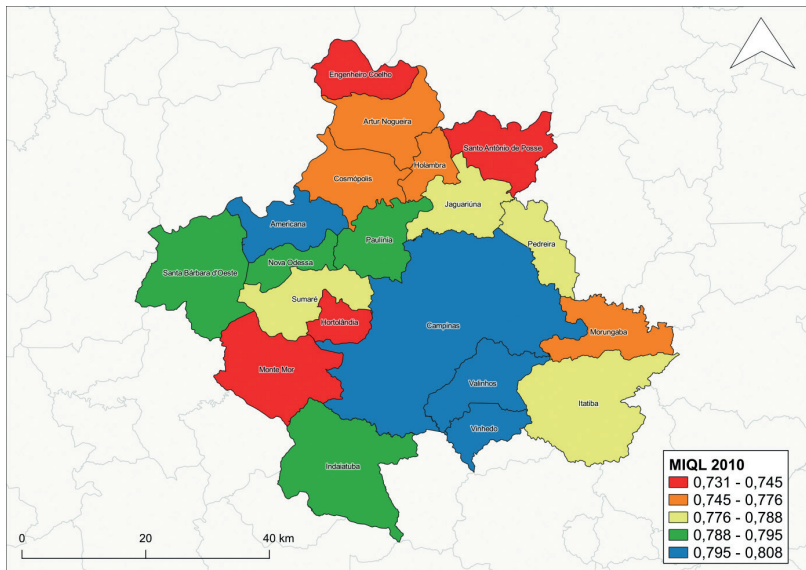 Engenheiro Coelho
Artur Nogueira
Santo Antônio de Posse
Holambra
Cosmópolis
Jaguariúna
Americana
Paulínia
Pedreira
Nova Odessa
Santa Bárbara d'Oeste
Sumaré
Hortolândia
Campinas
Morungaba
Monte Mor
Valinhos
Itatiba
Vinhedo
Indaiatuba
MIQL 2010
0,731 - 0,745
0,745 - 0,776
0,776 - 0,788
0,788 - 0,795
0,795 - 0,808
0 20 40 km